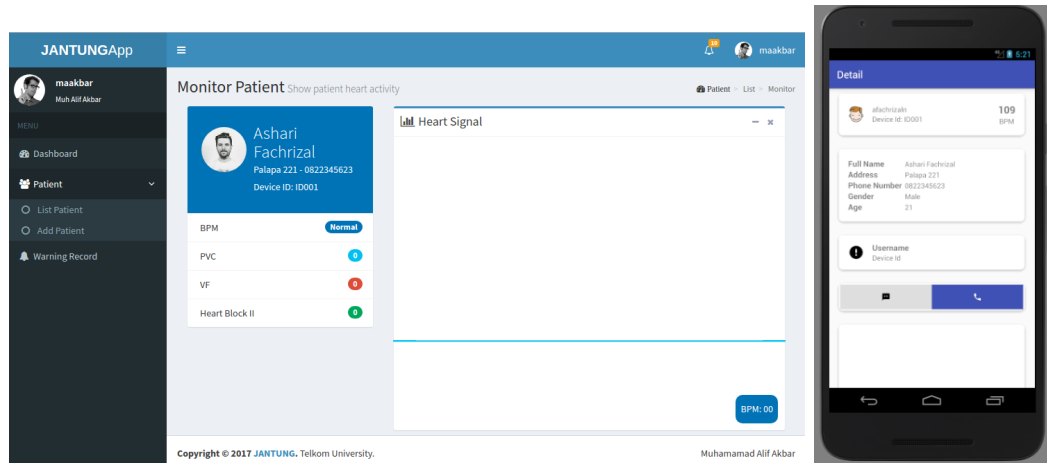 JANTUNGApp
10
maakbar
maakbar
Muh Alif Akbar
MENU
Dashboard
Patient
List Patient
Add Patient
Warning Record
Monitor Patient Show patient heart activity
Patient > List > Monitor
Ashari
Fachrizal
Palapa 221 - 0822345623
Device ID: ID001
BPM Normal
PVC 0
VF 0
Heart Block II 0
Heart Signal
BPM: 00
Copyright © 2017 JANTUNG. Telkom University.
Muhamamad Alif Akbar
5:21
Detail
afachrizaln 109
Device Id: ID001 BPM
Full Name Ashari Fachrizal
Address Palapa 221
Phone Number 0822345623
Gender Male
Age 21
Username
Device Id